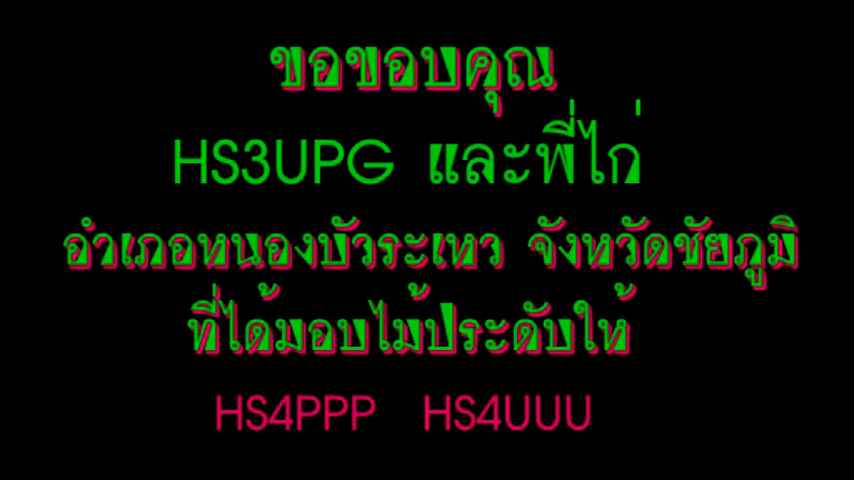 ขอขอบคุณ
HS3UPG และพี่ไก่
อำเภอหนองบัวระเหว จังหวัดชัยภูมิ
ที่ได้มอบไม้ประดับให้
HS4PPP HS4UUU